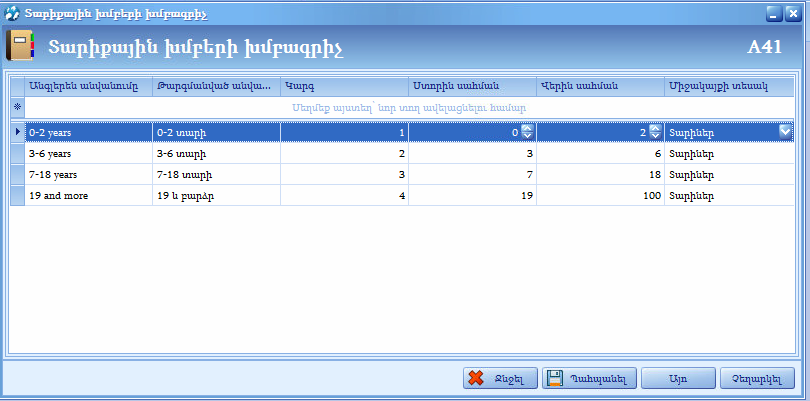 Տարիքային խմբերի խմբագրիչ
Տարիքային խմբերի խմբագրիչ A41
Անգլերեն անվանումը Թարգմանված անվա... Կարգ Ստորին սահման Վերին սահման Միջակայքի տեսակ
Սեղմեք այստեղ՝ նոր տող ավելացնելու համար
0-2 years 0-2 տարի 1 0 2 Տարիներ
3-6 years 3-6 տարի 2 3 6 Տարիներ
7-18 years 7-18 տարի 3 7 18 Տարիներ
19 and more 19 և բարձր 4 19 100 Տարիներ
Ջնջել Պահպանել Այո Չեղարկել